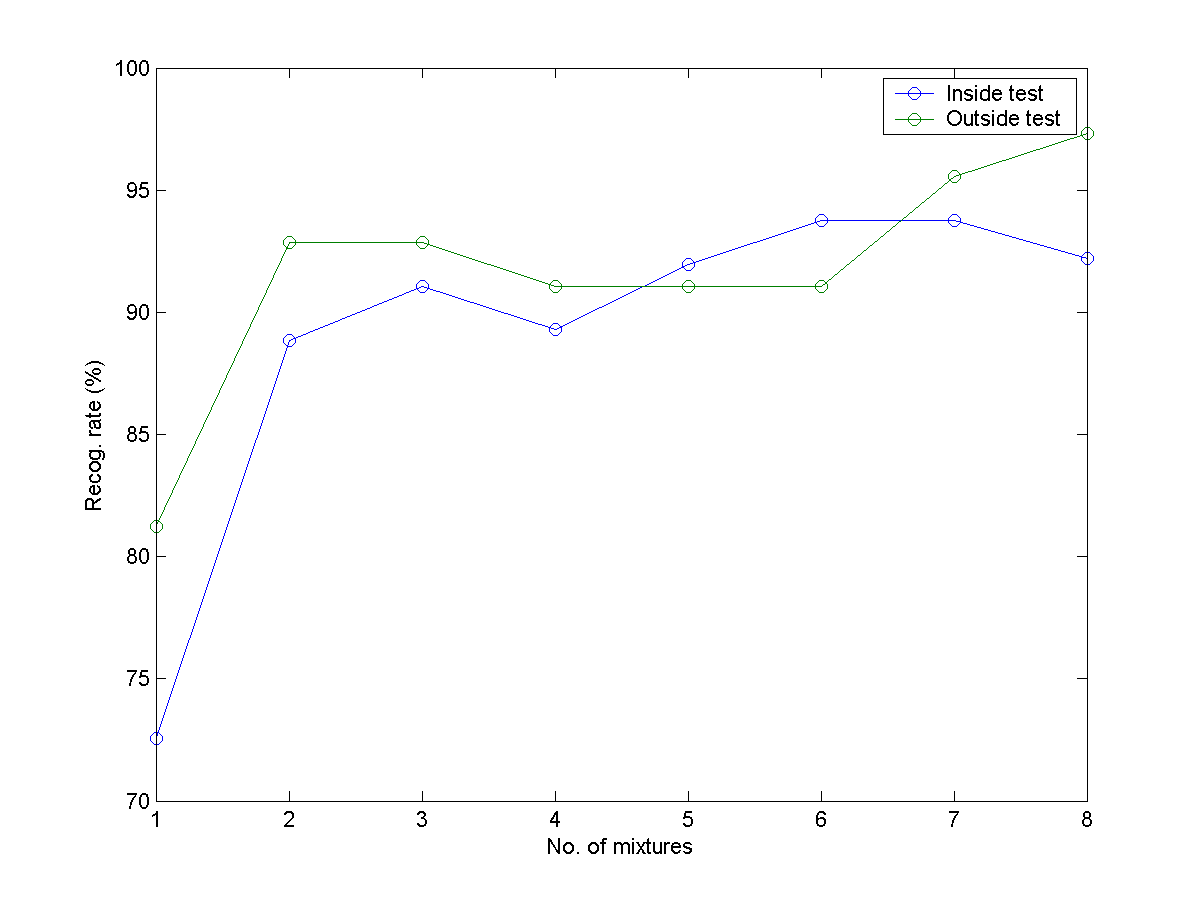 100
95
90
85
80
75
70
Recog. rate (%)
Inside test
Outside test
1 2 3 4 5 6 7 8
No. of mixtures